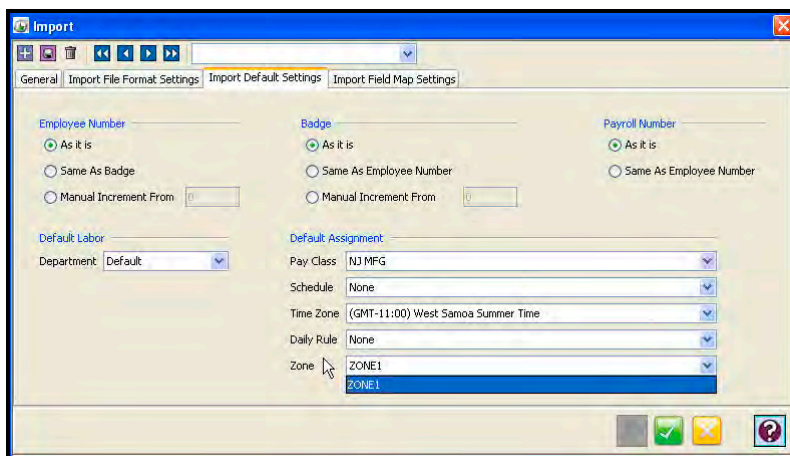 Import
General Import File Format Settings Import Default Settings Import Field Map Settings
Employee Number Badge Payroll Number
As it is As it is As it is
Same As Badge Same As Employee Number Same As Employee Number
Manual Increment From 0 Manual Increment From 0
Default Labor Default Assignment
Department Default Pay Class NJ MFG
Schedule None
Time Zone (GMT-11:00) West Samoa Summer Time
Daily Rule None
Zone ZONE1
ZONE1